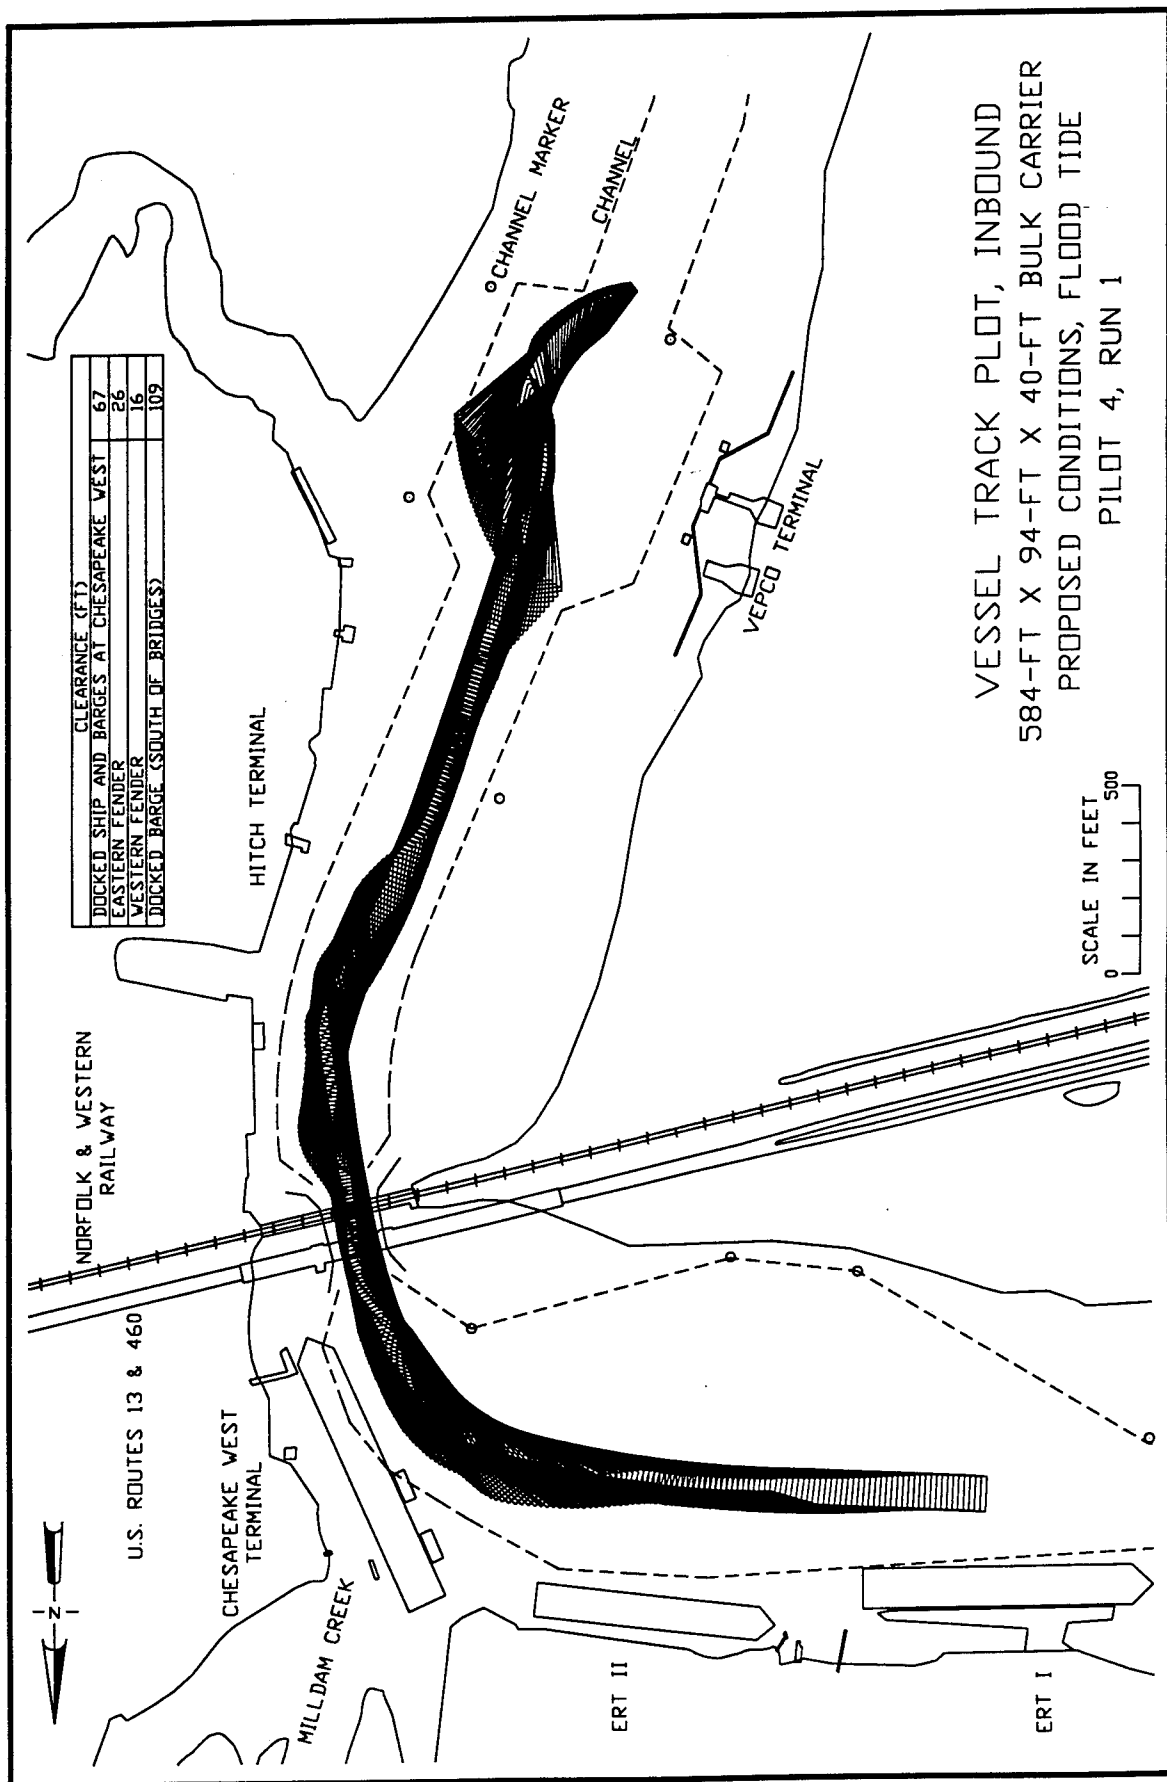 CLEARANCE (FT)
DOCKED SHIP AND BARGES AT CHESAPEAKE WEST 67
EASTERN FENDER 26
WESTERN FENDER 16
DOCKED BARGE (SOUTH OF BRIDGES) 109
N
U.S. ROUTES 13 & 460
NORFOLK & WESTERN
RAILWAY
HITCH TERMINAL
CHANNEL MARKER
CHANNEL
CHESAPEAKE WEST
TERMINAL
MILLDAM CREEK
VEPCO TERMINAL
ERT II
ERT I
SCALE IN FEET
0 500
VESSEL TRACK PLOT, INBOUND
584-FT X 94-FT X 40-FT BULK CARRIER
PROPOSED CONDITIONS, FLOOD TIDE
PILOT 4, RUN 1